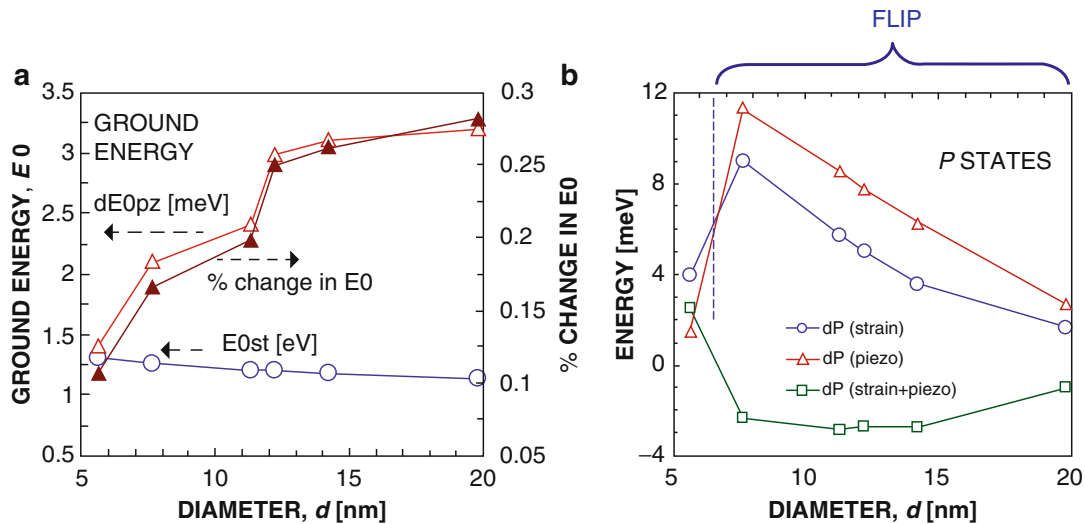 FLIP
a
GROUND ENERGY, E 0
3.5
3
2.5
2
1.5
1
0.5
GROUND
ENERGY
dE0pz [meV]
% change in E0
E0st [eV]
0.3
0.25
0.2
0.15
0.1
0.05
% CHANGE IN E0
5
10
15
20
DIAMETER, d [nm]
b
ENERGY [meV]
12
8
4
0
−4
P STATES
dP (strain)
dP (piezo)
dP (strain+piezo)
5
10
15
20
DIAMETER, d [nm]